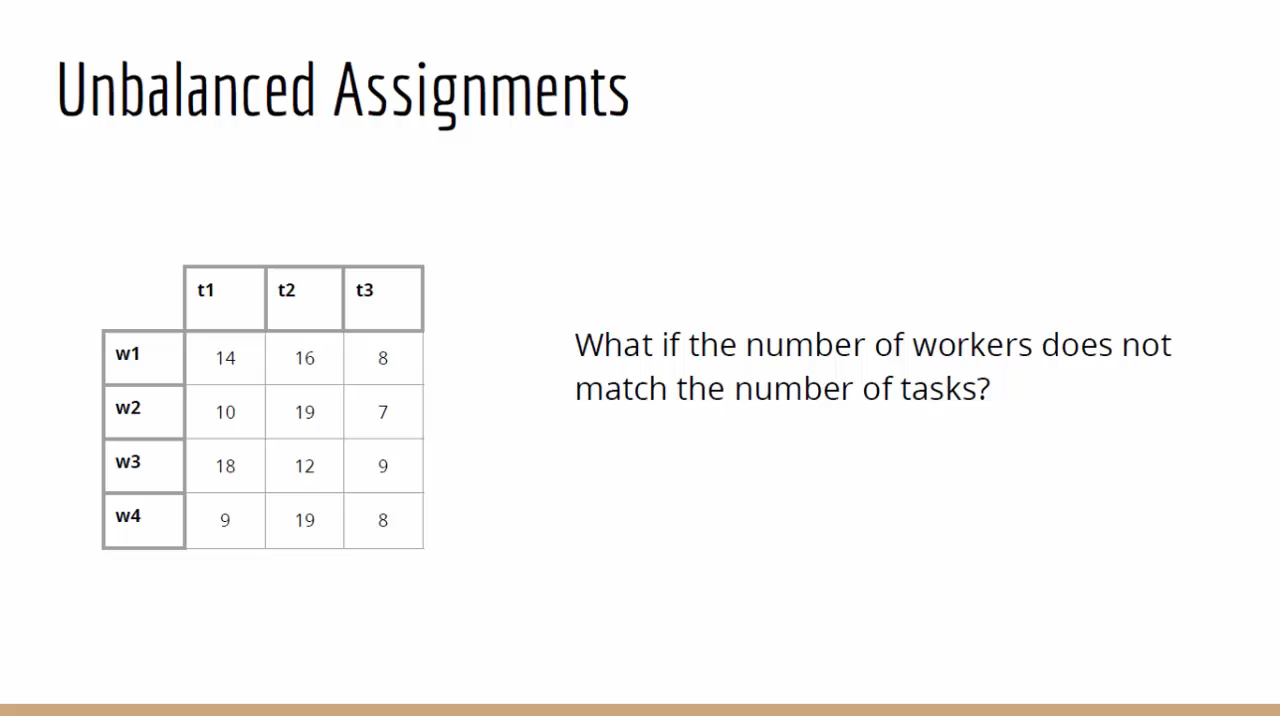 Unbalanced Assignments
t1 t2 t3
w1 14 16 8
w2 10 19 7
w3 18 12 9
w4 9 19 8
What if the number of workers does not
match the number of tasks?